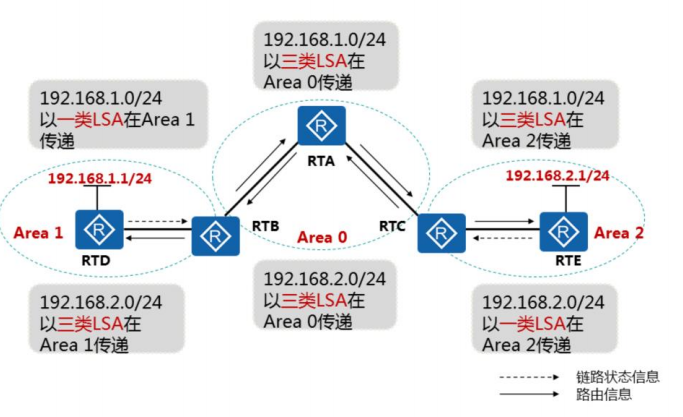 192.168.1.0/24
以三类LSA在
Area 0传递
192.168.1.0/24
以一类LSA在Area 1
传递
192.168.1.0/24
以三类LSA在
Area 2传递
R
RTA
192.168.1.1/24
192.168.2.1/24
Area 1
R
RTD
R
RTB
Area 0
RTC
R
R
RTE
Area 2
192.168.2.0/24
以三类LSA在
Area 1传递
192.168.2.0/24
以三类LSA在
Area 0传递
192.168.2.0/24
以一类LSA在
Area 2传递
链路状态信息
路由信息